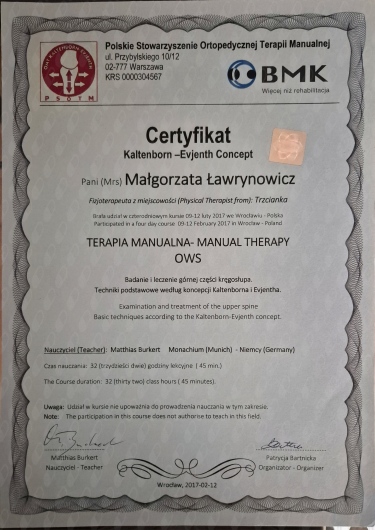 Polskie Stowarzyszenie Ortopedycznej Terapii Manualnej
ul. Przybylskiego 10/12
02-777 Warszawa
KRS 0000304567
OMT KALTENBORN EVJENTH
PSOTM
BMK
Więcej niż rehabilitacja
Certyfikat
Kaltenborn –Evjenth Concept
Pani (Mrs) Małgorzata Ławrynowicz
Fizjoterapeuta z miejscowości (Physical Therapist from): Trzcianka
Brała udział w czterodniowym kursie 09-12 luty 2017 we Wrocławiu - Polska
Participated in a four day course 09-12 February 2017 in Wrocław - Poland
TERAPIA MANUALNA- MANUAL THERAPY
OWS
Badanie i leczenie górnej części kręgosłupa.
Techniki podstawowe według koncepcji Kaltenborna i Evjentha.
Examination and treatment of the upper spine
Basic techniques according to the Kaltenborn-Evjenth concept.
Nauczyciel (Teacher): Matthias Burkert Monachium (Munich) - Niemcy (Germany)
Czas nauczania: 32 (trzydzieści dwie) godziny lekcyjne ( 45 min.)
The Course duration: 32 (thirty two) class hours ( 45 minutes).
Uwaga: Udział w kursie nie upoważnia do prowadzenia nauczania w tym zakresie.
Note: The participation in this course does not authorise to teach in this field.
Matthias Burkert
Nauczyciel - Teacher
Patrycja Bartnicka
Organizator - Organizer
Wrocław, 2017-02-12